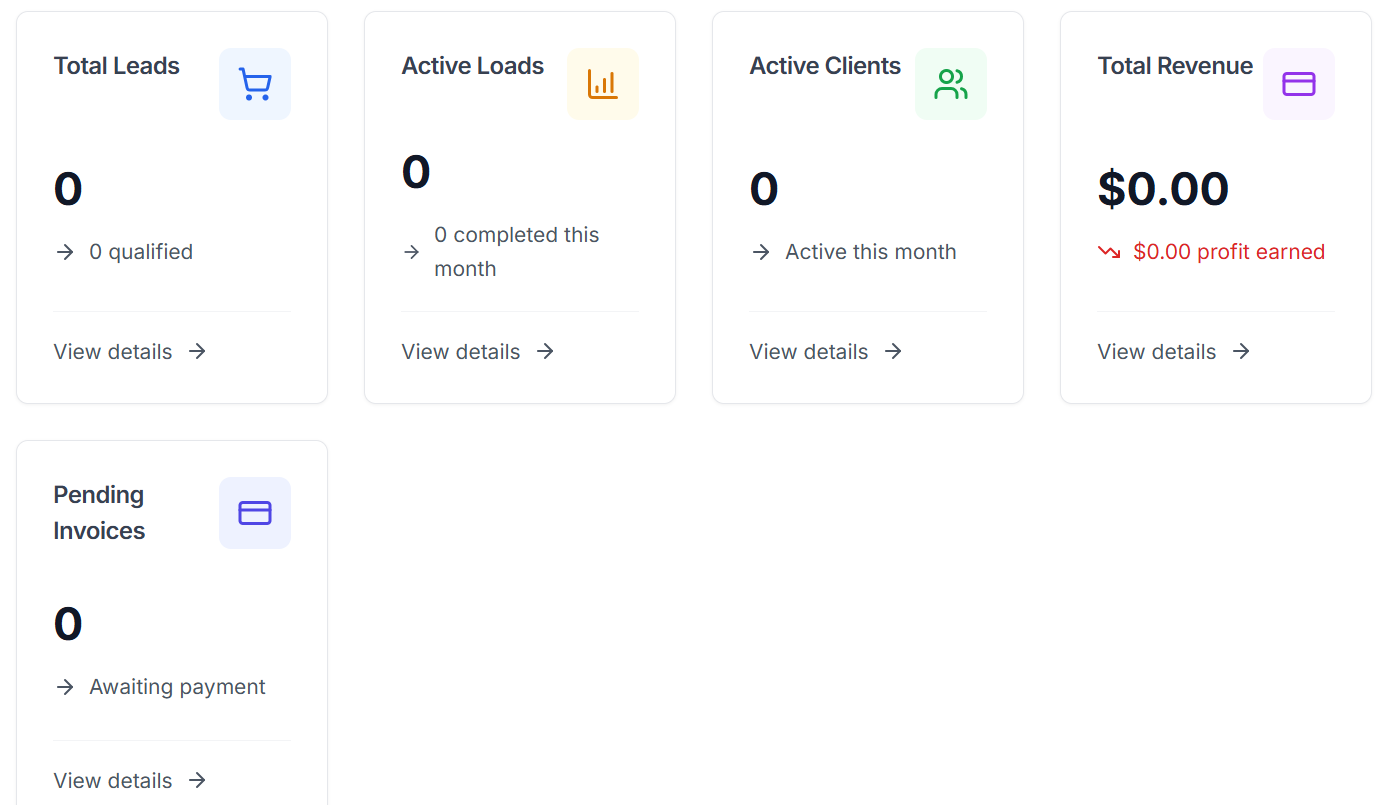 Total Leads
0
0 qualified
View details
Active Loads
0
0 completed this
month
View details
Active Clients
0
Active this month
View details
Total Revenue
$0.00
$0.00 profit earned
View details
Pending
Invoices
0
Awaiting payment
View details